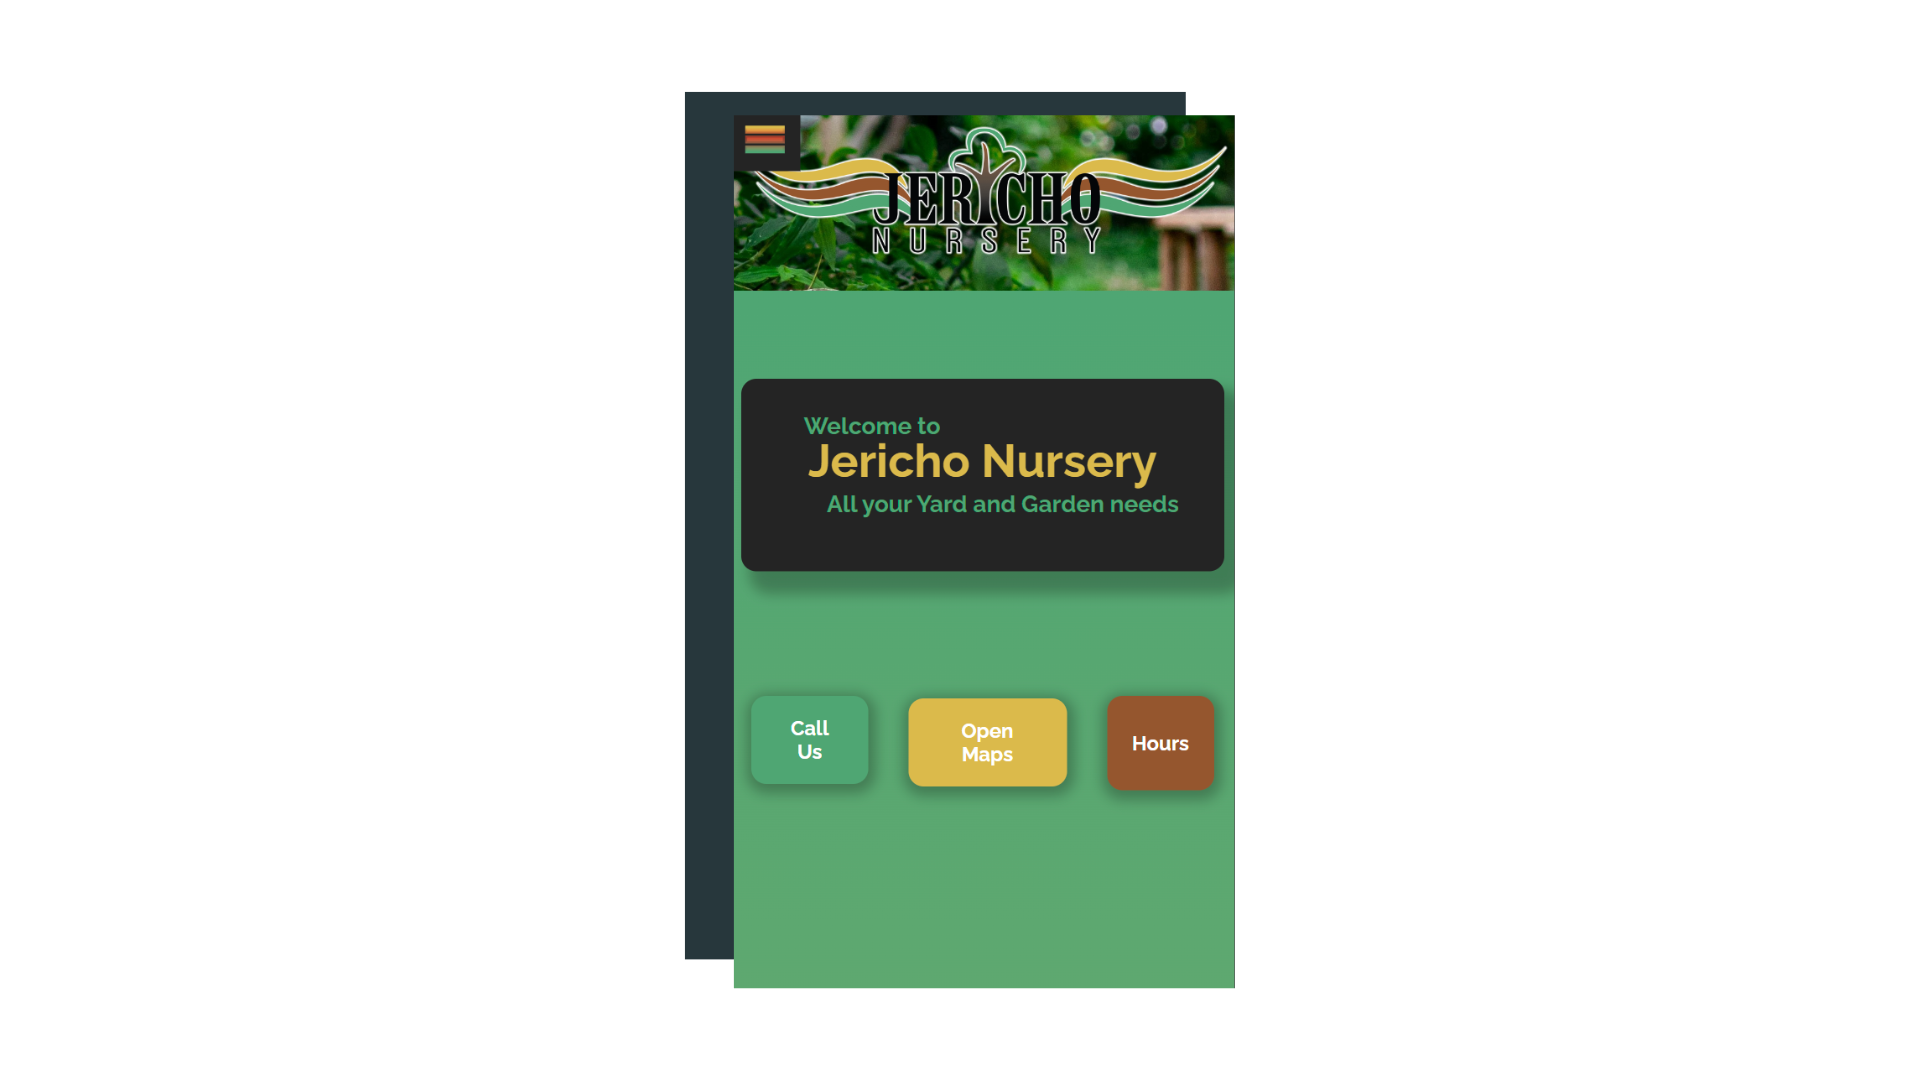 JERICHO
NURSERY
Welcome to
Jericho Nursery
All your Yard and Garden needs
Call
Us
Open
Maps
Hours